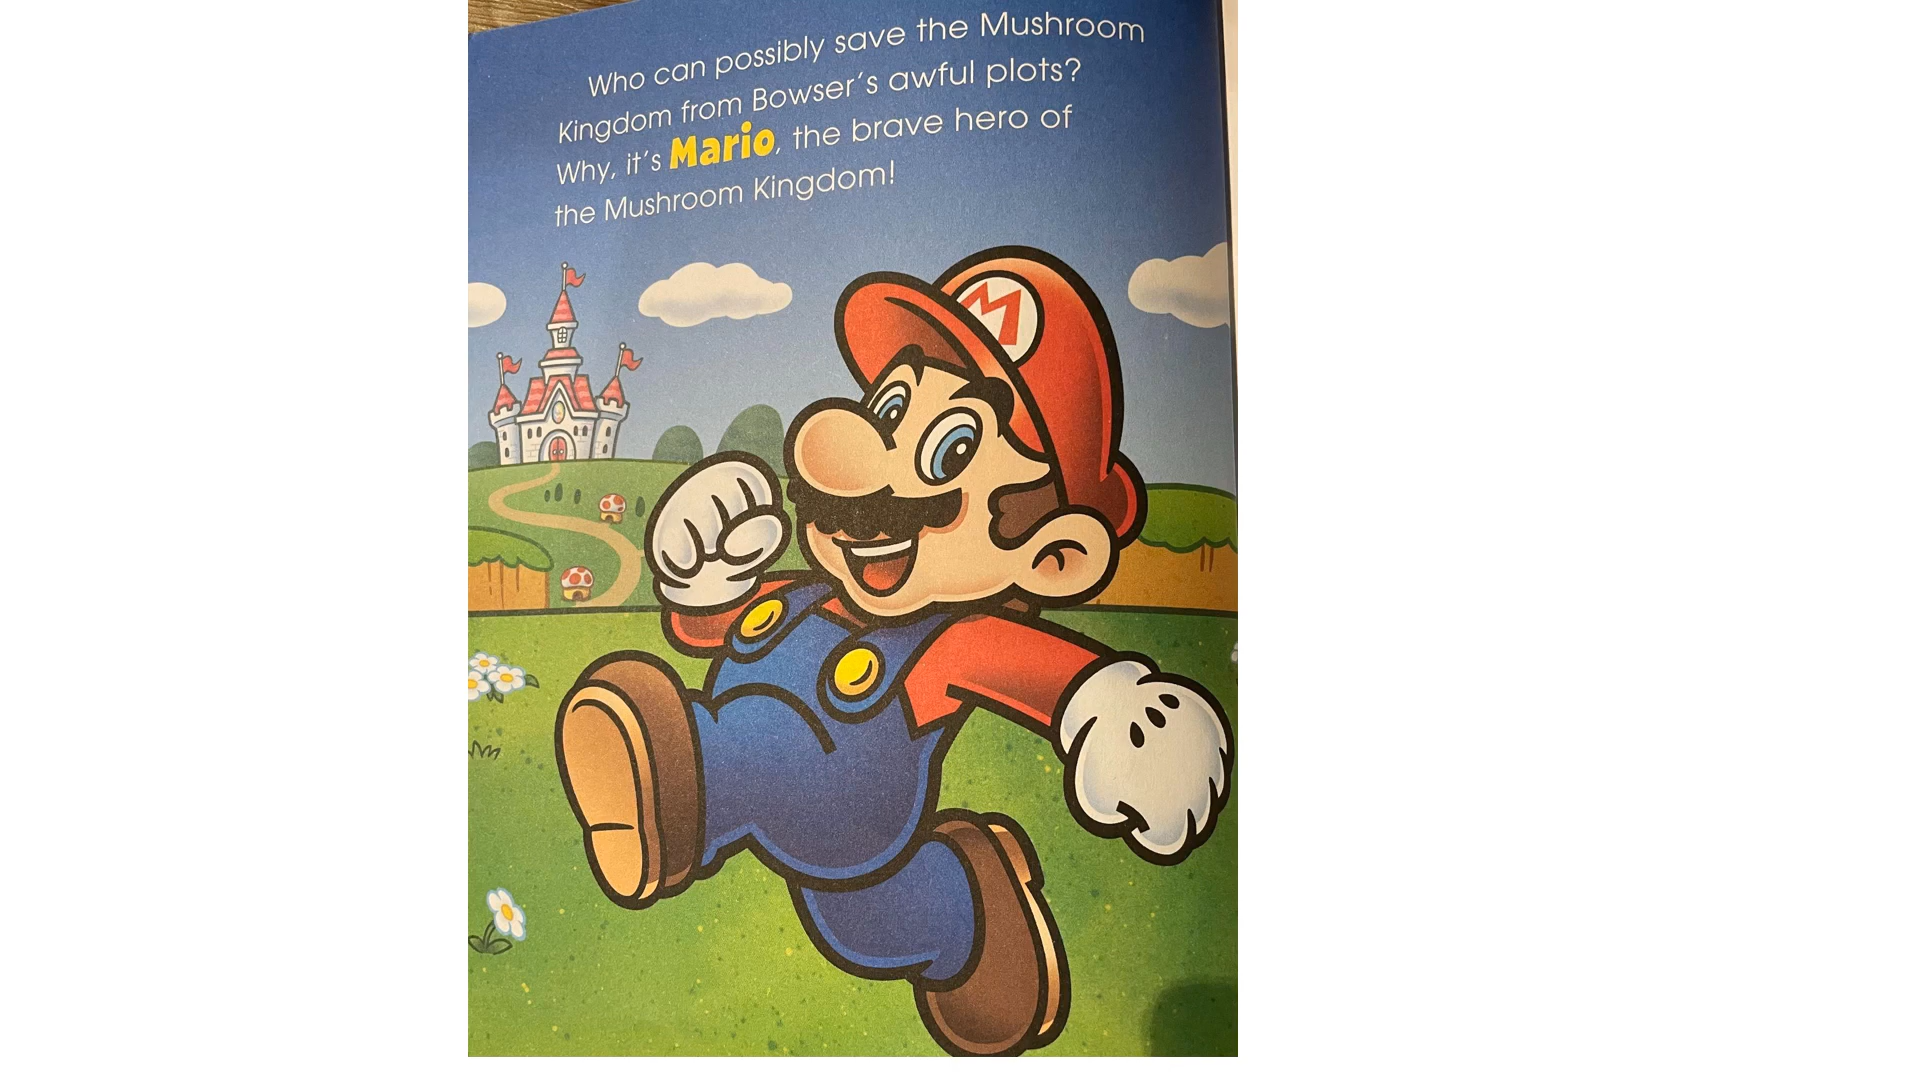 Who can possibly save the Mushroom
Kingdom from Bowser's awful plots?
Why, it's Mario, the brave hero of
the Mushroom Kingdom!
M